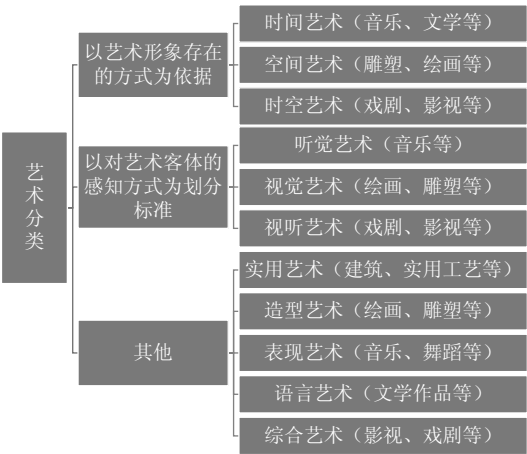 艺术分类
以艺术形象存在
的方式为依据
时间艺术（音乐、文学等）
空间艺术（雕塑、绘画等）
时空艺术（戏剧、影视等）
以对艺术客体的
感知方式为划分
标准
听觉艺术（音乐等）
视觉艺术（绘画、雕塑等）
视听艺术（戏剧、影视等）
其他
实用艺术（建筑、实用工艺等）
造型艺术（绘画、雕塑等）
表现艺术（音乐、舞蹈等）
语言艺术（文学作品等）
综合艺术（影视、戏剧等）